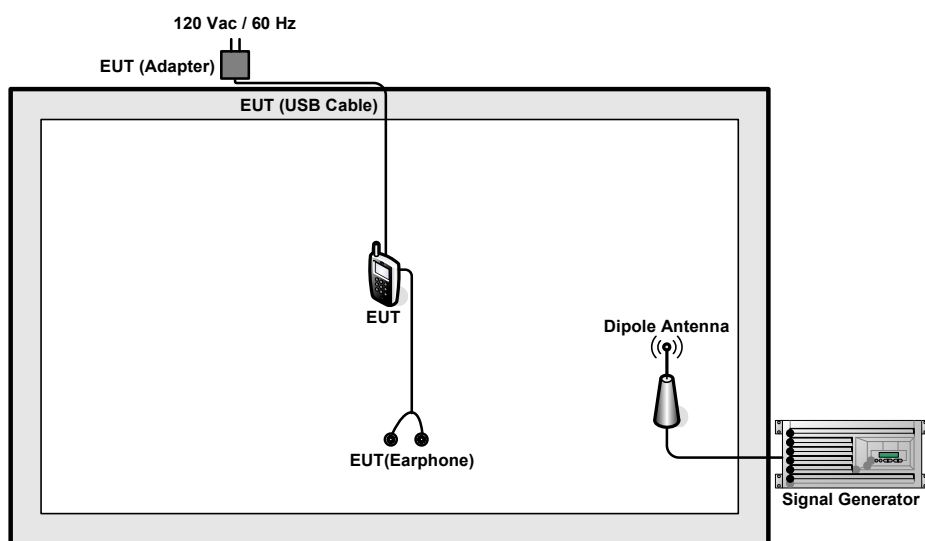 120 Vac / 60 Hz
EUT (Adapter)
EUT (USB Cable)
EUT
Dipole Antenna
EUT(Earphone)
Signal Generator